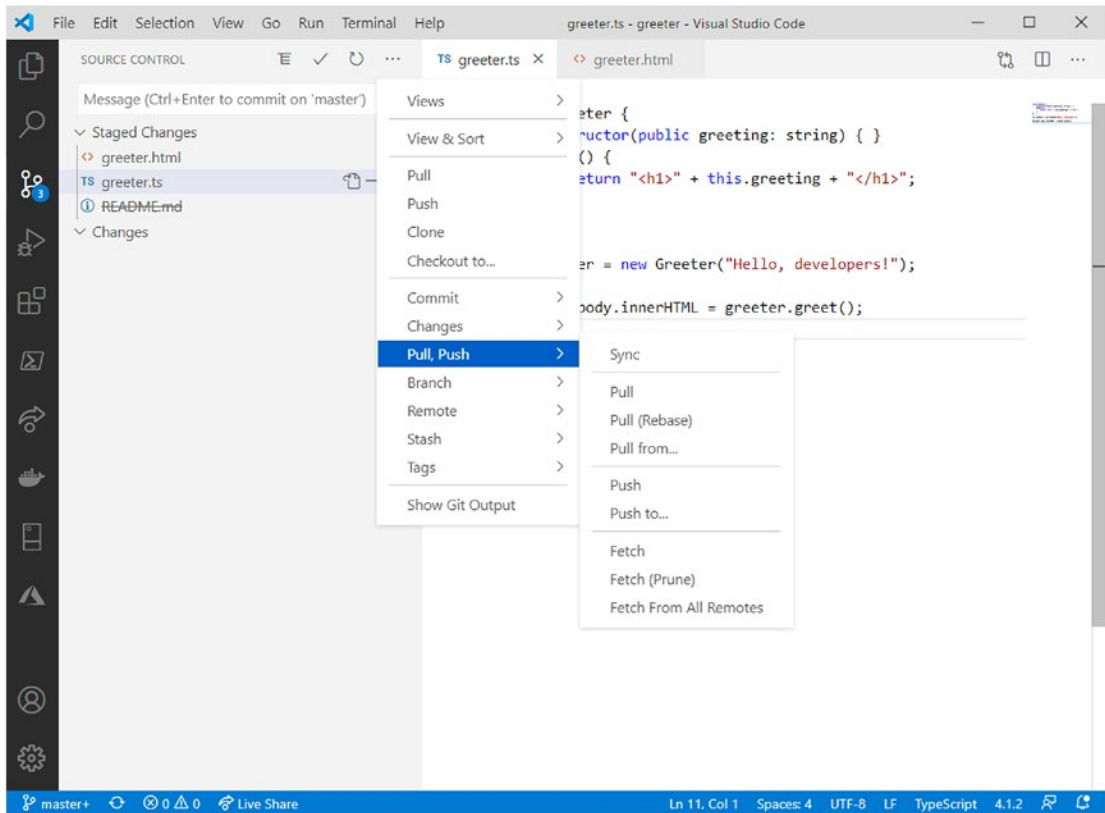 File Edit Selection View Go Run Terminal Help greeter.ts - greeter - Visual Studio Code
SOURCE CONTROL
TS greeter.ts
<> greeter.html
Message (Ctrl+Enter to commit on 'master')
Staged Changes
<> greeter.html
TS greeter.ts
README.md
Changes
3
Views
View & Sort
Pull
Push
Clone
Checkout to...
Commit
Changes
Pull, Push
Branch
Remote
Stash
Tags
Show Git Output
eter {
ructor(public greeting: string) { }
() {
eturn "<h1>" + this.greeting + "</h1>";
er = new Greeter("Hello, developers!");
body.innerHTML = greeter.greet();
Sync
Pull
Pull (Rebase)
Pull from...
Push
Push to...
Fetch
Fetch (Prune)
Fetch From All Remotes
master+ 0 0 Live Share Ln 11, Col 1 Spaces: 4 UTF-8 LF TypeScript 4.1.2